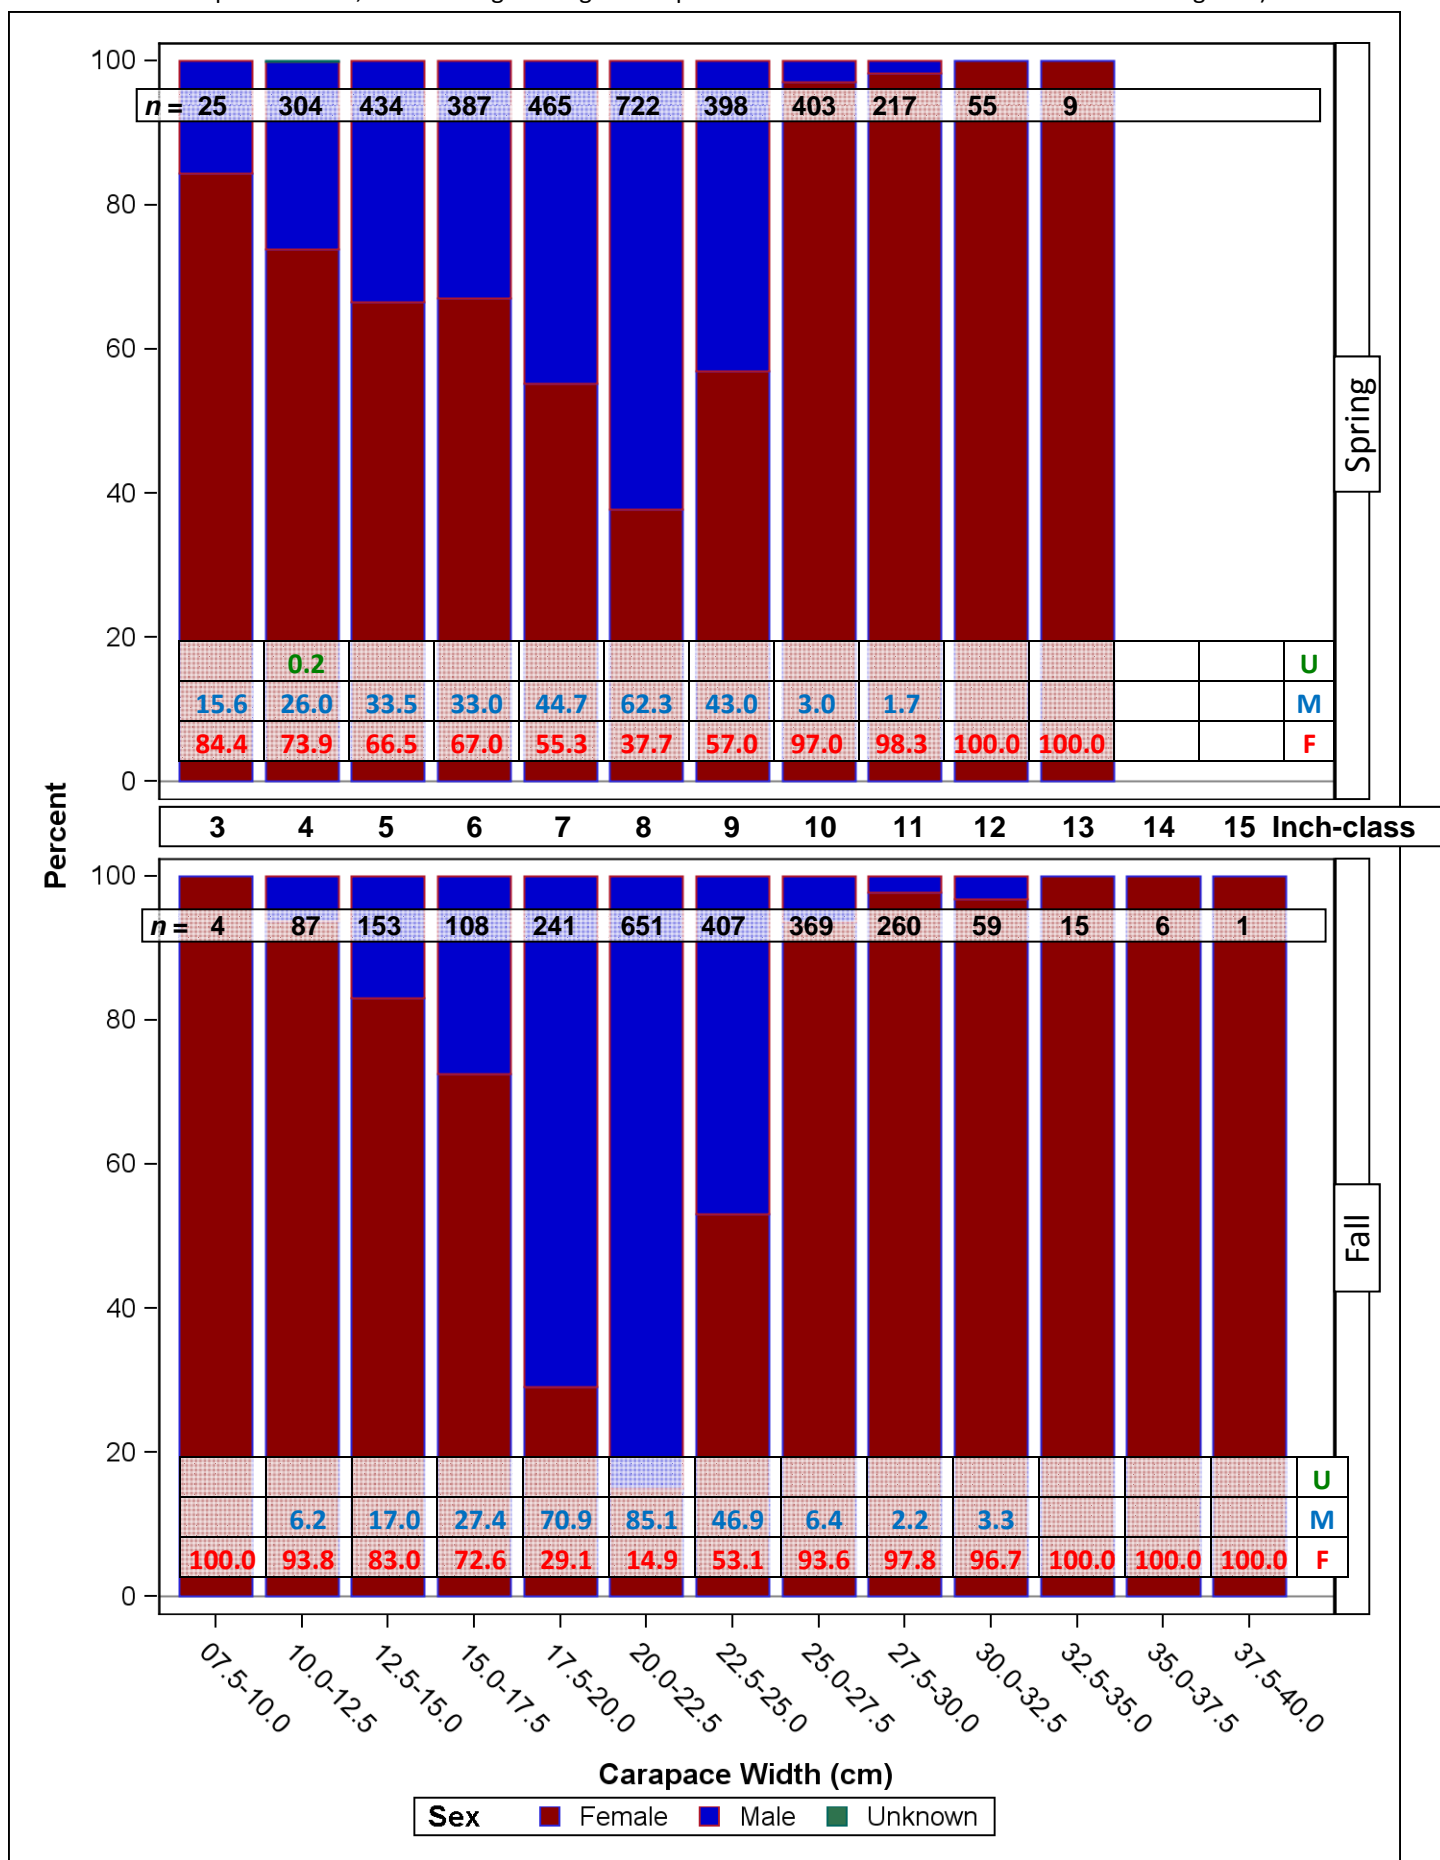 100
n = 25 304 434 387 465 722 398 403 217 55 9
80
60
Spring
40
20
0.2 U
15.6 26.0 33.5 33.0 44.7 62.3 43.0 3.0 1.7 M
84.4 73.9 66.5 67.0 55.3 37.7 57.0 97.0 98.3 100.0 100.0 F
0
Percent
3 4 5 6 7 8 9 10 11 12 13 14 15 Inch-class
100
n = 4 87 153 108 241 651 407 369 260 59 15 6 1
80
60
Fall
40
20
U
6.2 17.0 27.4 70.9 85.1 46.9 6.4 2.2 3.3 M
100.0 93.8 83.0 72.6 29.1 14.9 53.1 93.6 97.8 96.7 100.0 100.0 100.0 F
0
07.5-10.0 10.0-12.5 12.5-15.0 15.0-17.5 17.5-20.0 20.0-22.5 22.5-25.0 25.0-27.5 27.5-30.0 30.0-32.5 32.5-35.0 35.0-37.5 37.5-40.0
Carapace Width (cm)
Sex Female Male Unknown